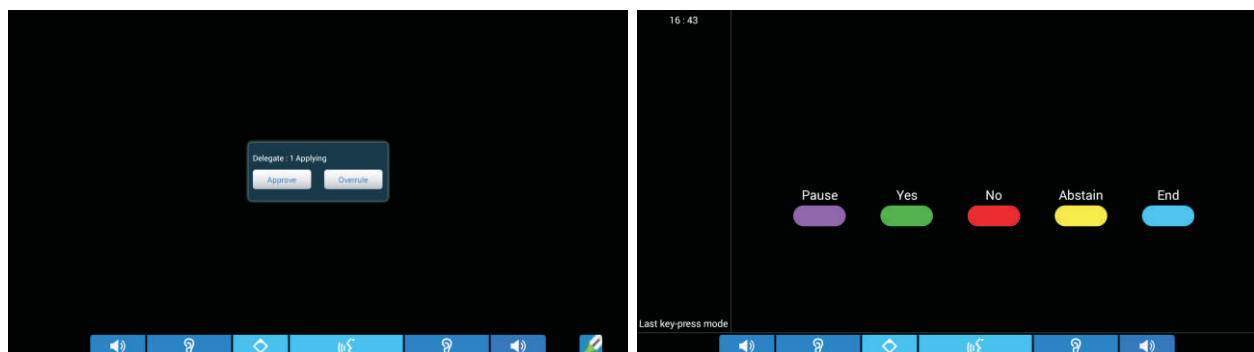 Delegate : 1 Applying
Approve Overrule
16 : 43
Pause Yes No Abstain End
Last key-press mode